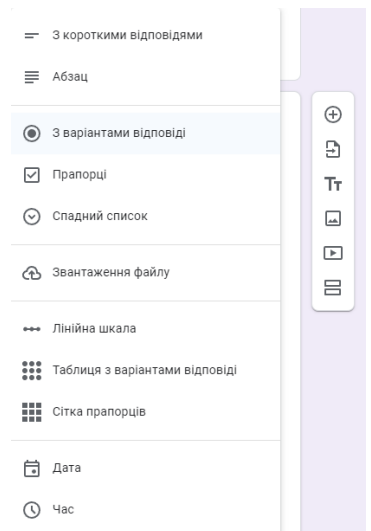 З короткими відповідями
Абзац
З варіантами відповіді
Прапорці
Спадний список
Звантаження файлу
Лінійна шкала
Таблиця з варіантами відповіді
Сітка прапорців
Дата
Час
Тт